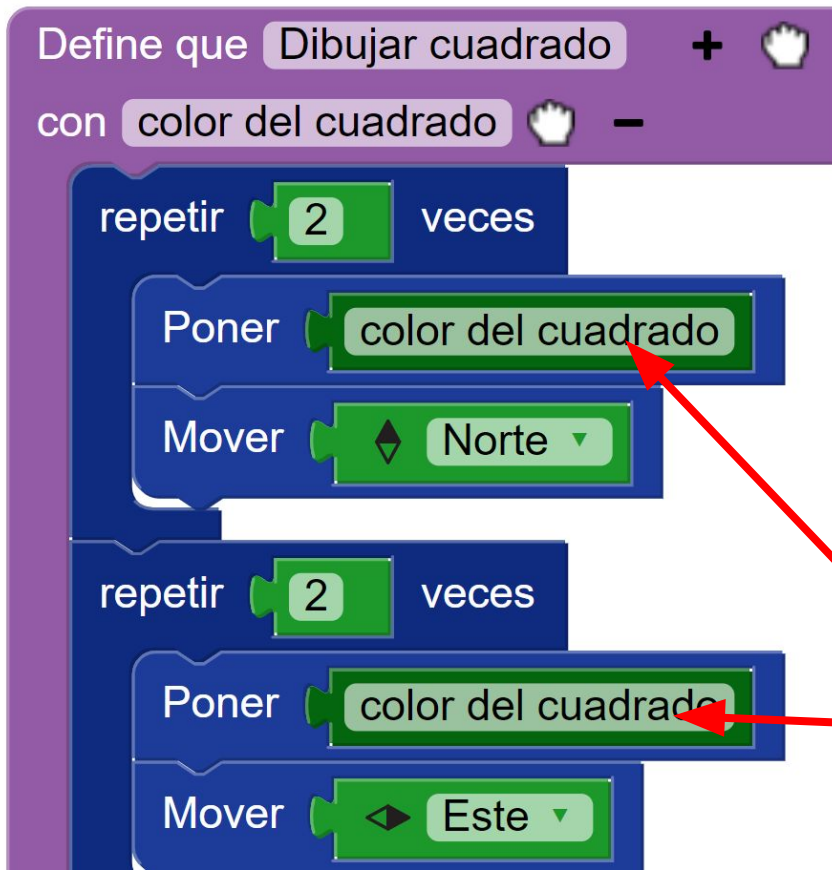 Define que Dibujar cuadrado +
con color del cuadrado −
repetir 2 veces
Poner color del cuadrado
Mover Norte
repetir 2 veces
Poner color del cuadrado
Mover Este